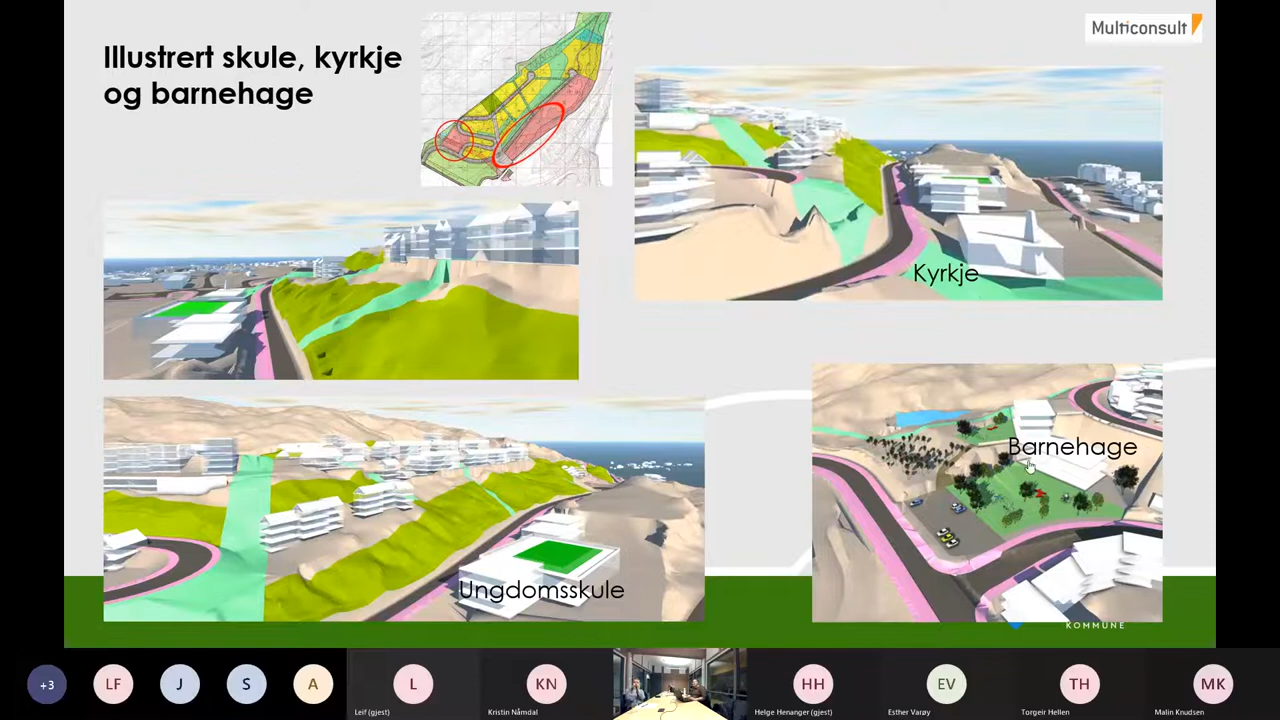 Illustrert skule, kyrkje
og barnehage
Multiconsult
Kyrkje
Barnehage
Ungdomsskule
KOMMUNE
+3
LF
J
S
A
L
KN
HH
EV
TH
MK
Leif (gjest)
Kristin Nåmdal
Helge Henanger (gjest)
Esther Varøy
Torgeir Hellen
Malin Knudsen